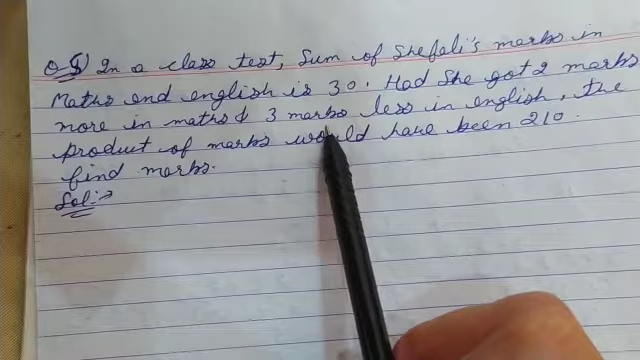 Q-5) In a class test, Sum of Shefali's marks in
Maths and english is 30. Had She got 2 marks
more in maths & 3 marks less in english, the
product of marks would have been 210.
find marks.
Sol:→